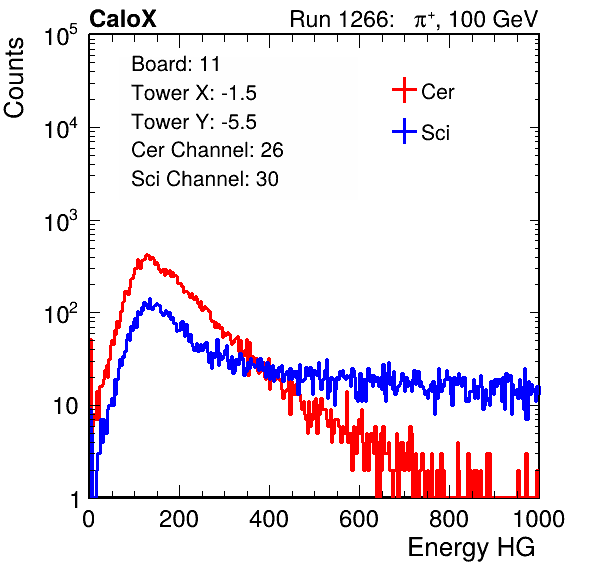 CaloX Run 1266: π⁺, 100 GeV
Counts
10⁵
10⁴
10³
10²
10
1
Board: 11
Tower X: -1.5
Tower Y: -5.5
Cer Channel: 26
Sci Channel: 30
Cer
Sci
0 200 400 600 800 1000
Energy HG